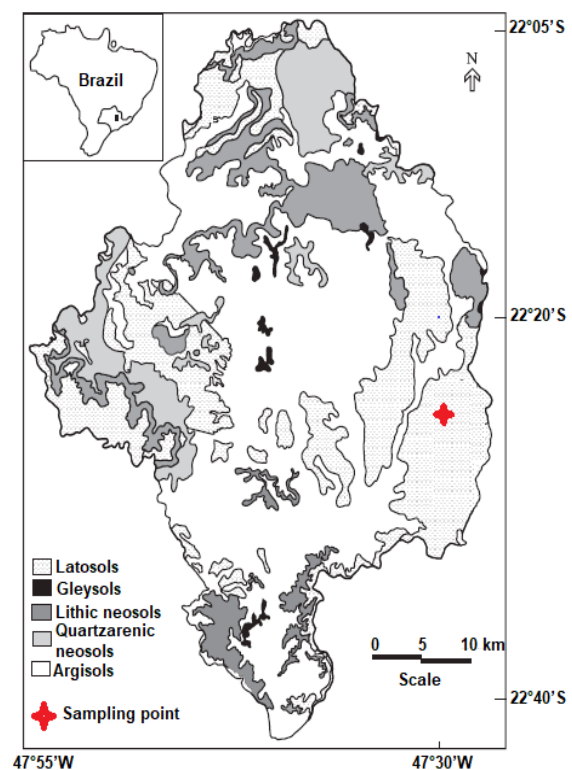 Brazil
22°05'S
N
22°20'S
Latosols
Gleysols
Lithic neosols
Quartzarenic
neosols
Argisols
Sampling point
0 5 10 km
Scale
22°40'S
47°55'W
47°30'W